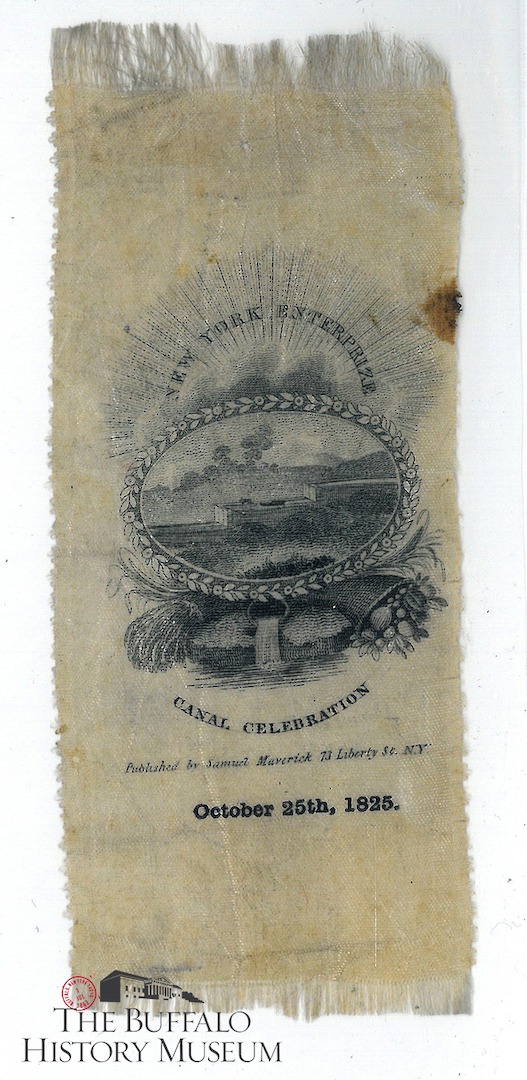 NEW YORK ENTERPRIZE
CANAL CELEBRATION
Published by Samuel Maverick 73 Liberty St. N.Y
October 25th, 1825.
THE BUFFALO
HISTORY MUSEUM